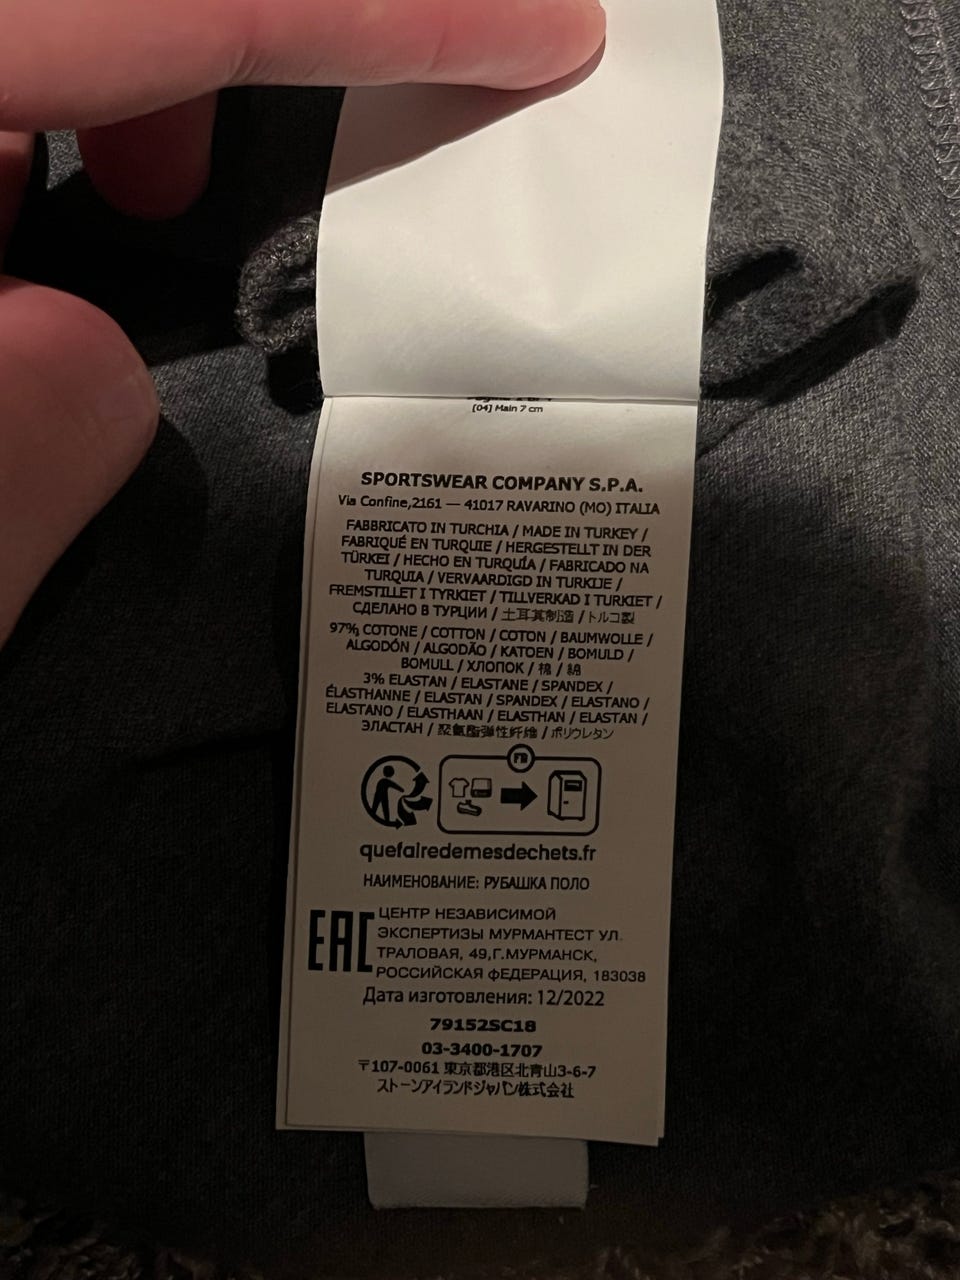 [04] Main 7 cm
SPORTSWEAR COMPANY S.P.A.
Via Confine,2161 — 41017 RAVARINO (MO) ITALIA
FABBRICATO IN TURCHIA / MADE IN TURKEY /
FABRIQUÉ EN TURQUIE / HERGESTELLT IN DER
TÜRKEI / HECHO EN TURQUÍA / FABRICADO NA
TURQUIA / VERVAARDIGD IN TURKIJE /
FREMSTILLET I TYRKIET / TILLVERKAD I TURKIET /
СДЕЛАНО В ТУРЦИИ / 土耳其制造 / トルコ製
97% COTONE / COTTON / COTON / BAUMWOLLE /
ALGODÓN / ALGODÃO / KATOEN / BOMULD /
BOMULL / ХЛОПОК / 棉 / 綿
3% ELASTAN / ELASTANE / SPANDEX /
ÉLASTHANNE / ELASTAN / SPANDEX / ELASTANO /
ELASTANO / ELASTHAAN / ELASTHAN / ELASTAN /
ЭЛАСТАН / 聚氨酯弹性纤维 / ポリウレタン
FR
quefairedemesdechets.fr
НАИМЕНОВАНИЕ: РУБАШКА ПОЛО
EAC
ЦЕНТР НЕЗАВИСИМОЙ
ЭКСПЕРТИЗЫ МУРМАНТЕСТ УЛ.
ТРАЛОВАЯ, 49,Г.МУРМАНСК,
РОССИЙСКАЯ ФЕДЕРАЦИЯ, 183038
Дата изготовления: 12/2022
79152SC18
03-3400-1707
〒107-0061 東京都港区北青山3-6-7
ストーンアイランドジャパン株式会社